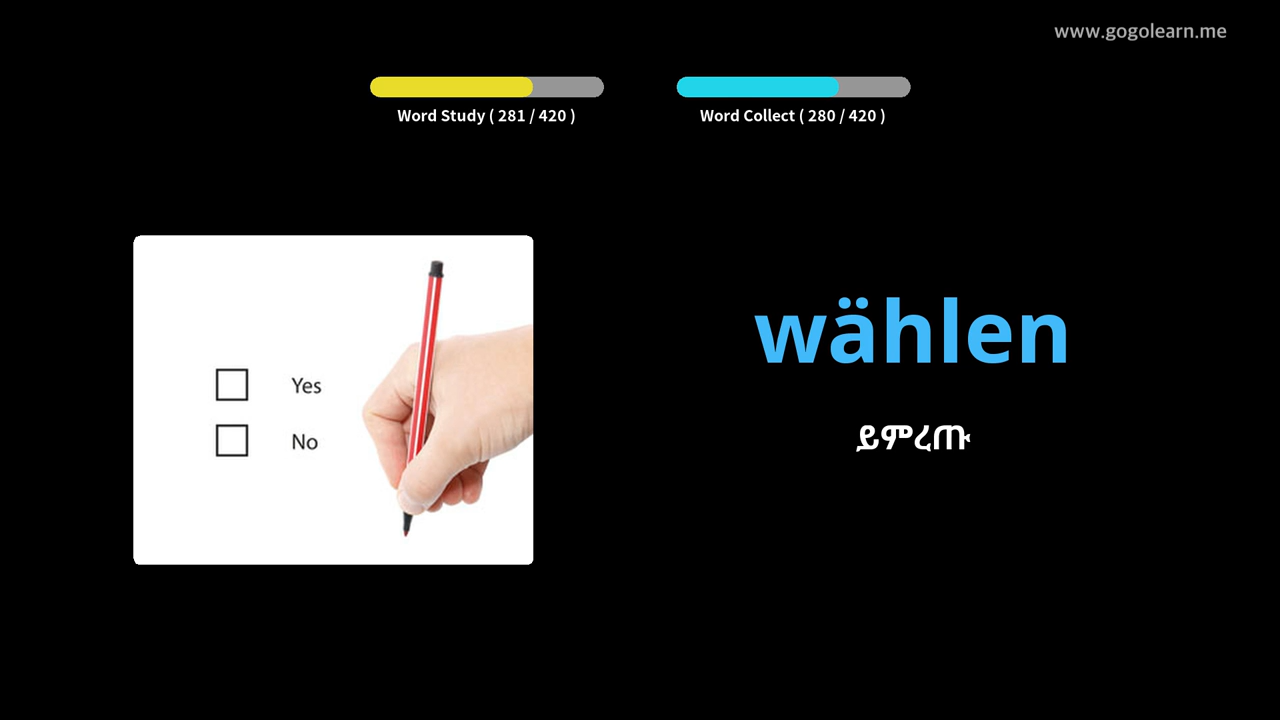 www.gogolearn.me
Word Study ( 281 / 420 )
Word Collect ( 280 / 420 )
Yes
No
wählen
ይምረጡ